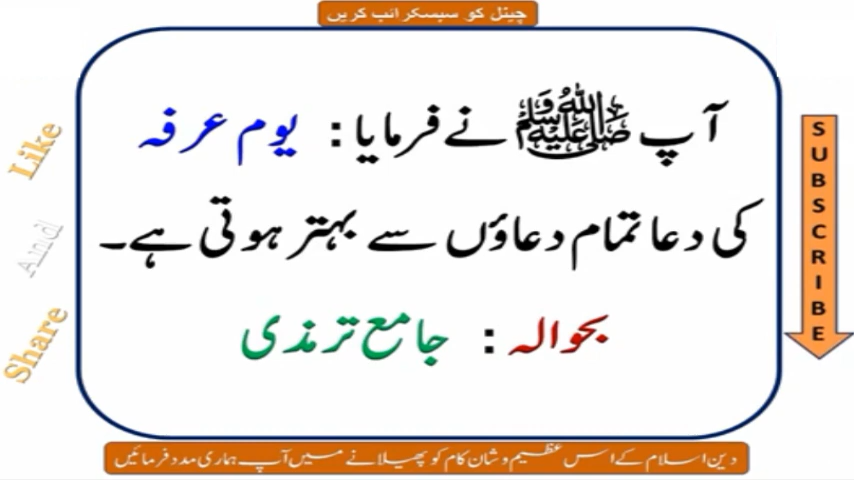 چینل کو سبسکرائب کریں
آپ ﷺ نے فرمایا : یوم عرفہ
کی دعا تمام دعاؤں سے بہتر ہوتی ہے۔
بحوالہ : جامع ترمذی
دین اسلام کے اس عظیم و شان کام کو پھیلانے میں آپ ہماری مدد فرمائیں
Like
And
Share
SUBSCRIBE